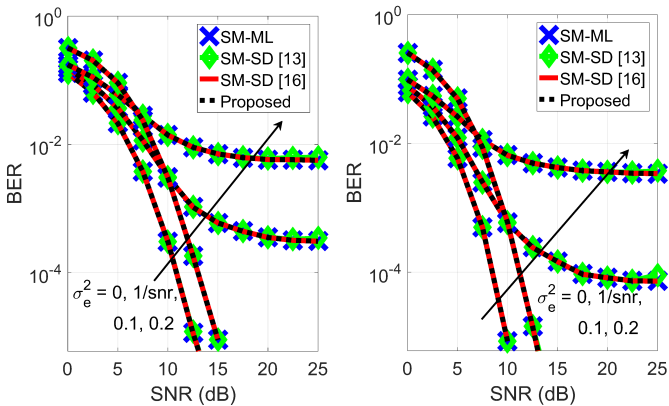 10^0
10^-2
10^-4
BER
0 5 10 15 20 25
SNR (dB)
SM-ML
SM-SD [13]
SM-SD [16]
Proposed
σ_e^2 = 0, 1/snr,
0.1, 0.2
10^0
10^-2
10^-4
BER
0 5 10 15 20 25
SNR (dB)
SM-ML
SM-SD [13]
SM-SD [16]
Proposed
σ_e^2 = 0, 1/snr,
0.1, 0.2